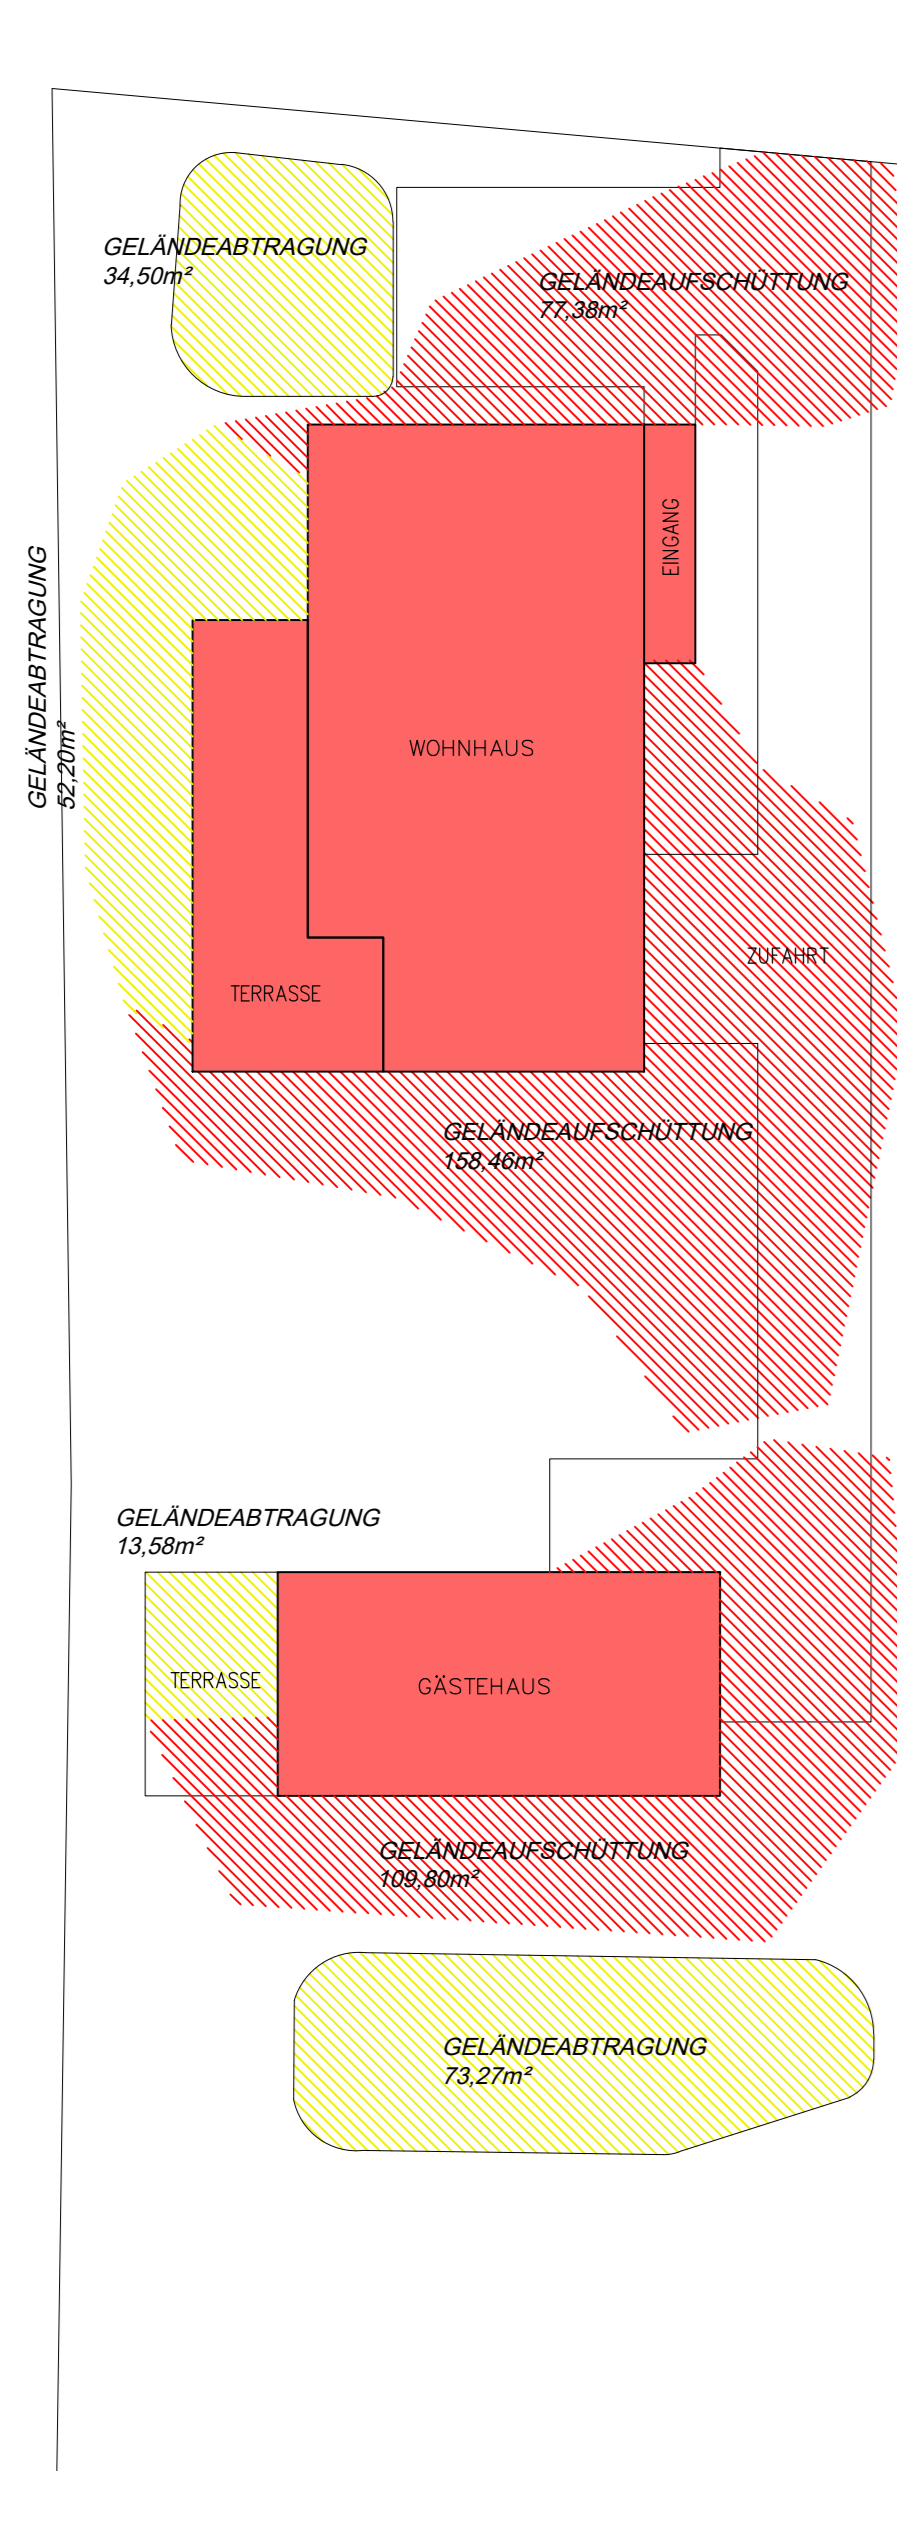 GELÄNDEABTRAGUNG
34,50m²
GELÄNDEAUFSCHÜTTUNG
77,38m²
EINGANG
GELÄNDEABTRAGUNG
52,20m²
WOHNHAUS
ZUFAHRT
TERRASSE
GELÄNDEAUFSCHÜTTUNG
158,46m²
GELÄNDEABTRAGUNG
13,58m²
TERRASSE
GÄSTEHAUS
GELÄNDEAUFSCHÜTTUNG
109,80m²
GELÄNDEABTRAGUNG
73,27m²